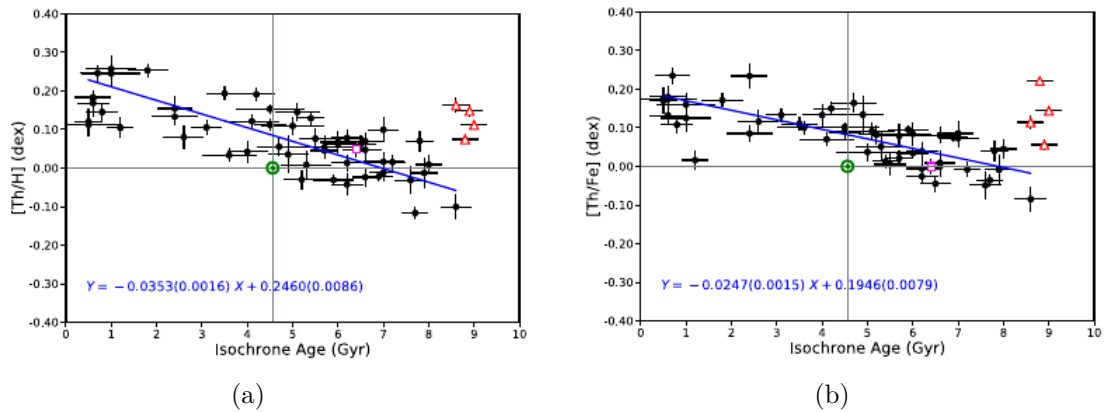 0.40
0.30
0.20
0.10
0.00
-0.10
-0.20
-0.30
-0.40
[Th/H] (dex)
Y = −0.0353(0.0016) X + 0.2460(0.0086)
0 1 2 3 4 5 6 7 8 9 10
Isochrone Age (Gyr)
(a)
0.40
0.30
0.20
0.10
0.00
-0.10
-0.20
-0.30
-0.40
[Th/Fe] (dex)
Y = −0.0247(0.0015) X + 0.1946(0.0079)
0 1 2 3 4 5 6 7 8 9 10
Isochrone Age (Gyr)
(b)